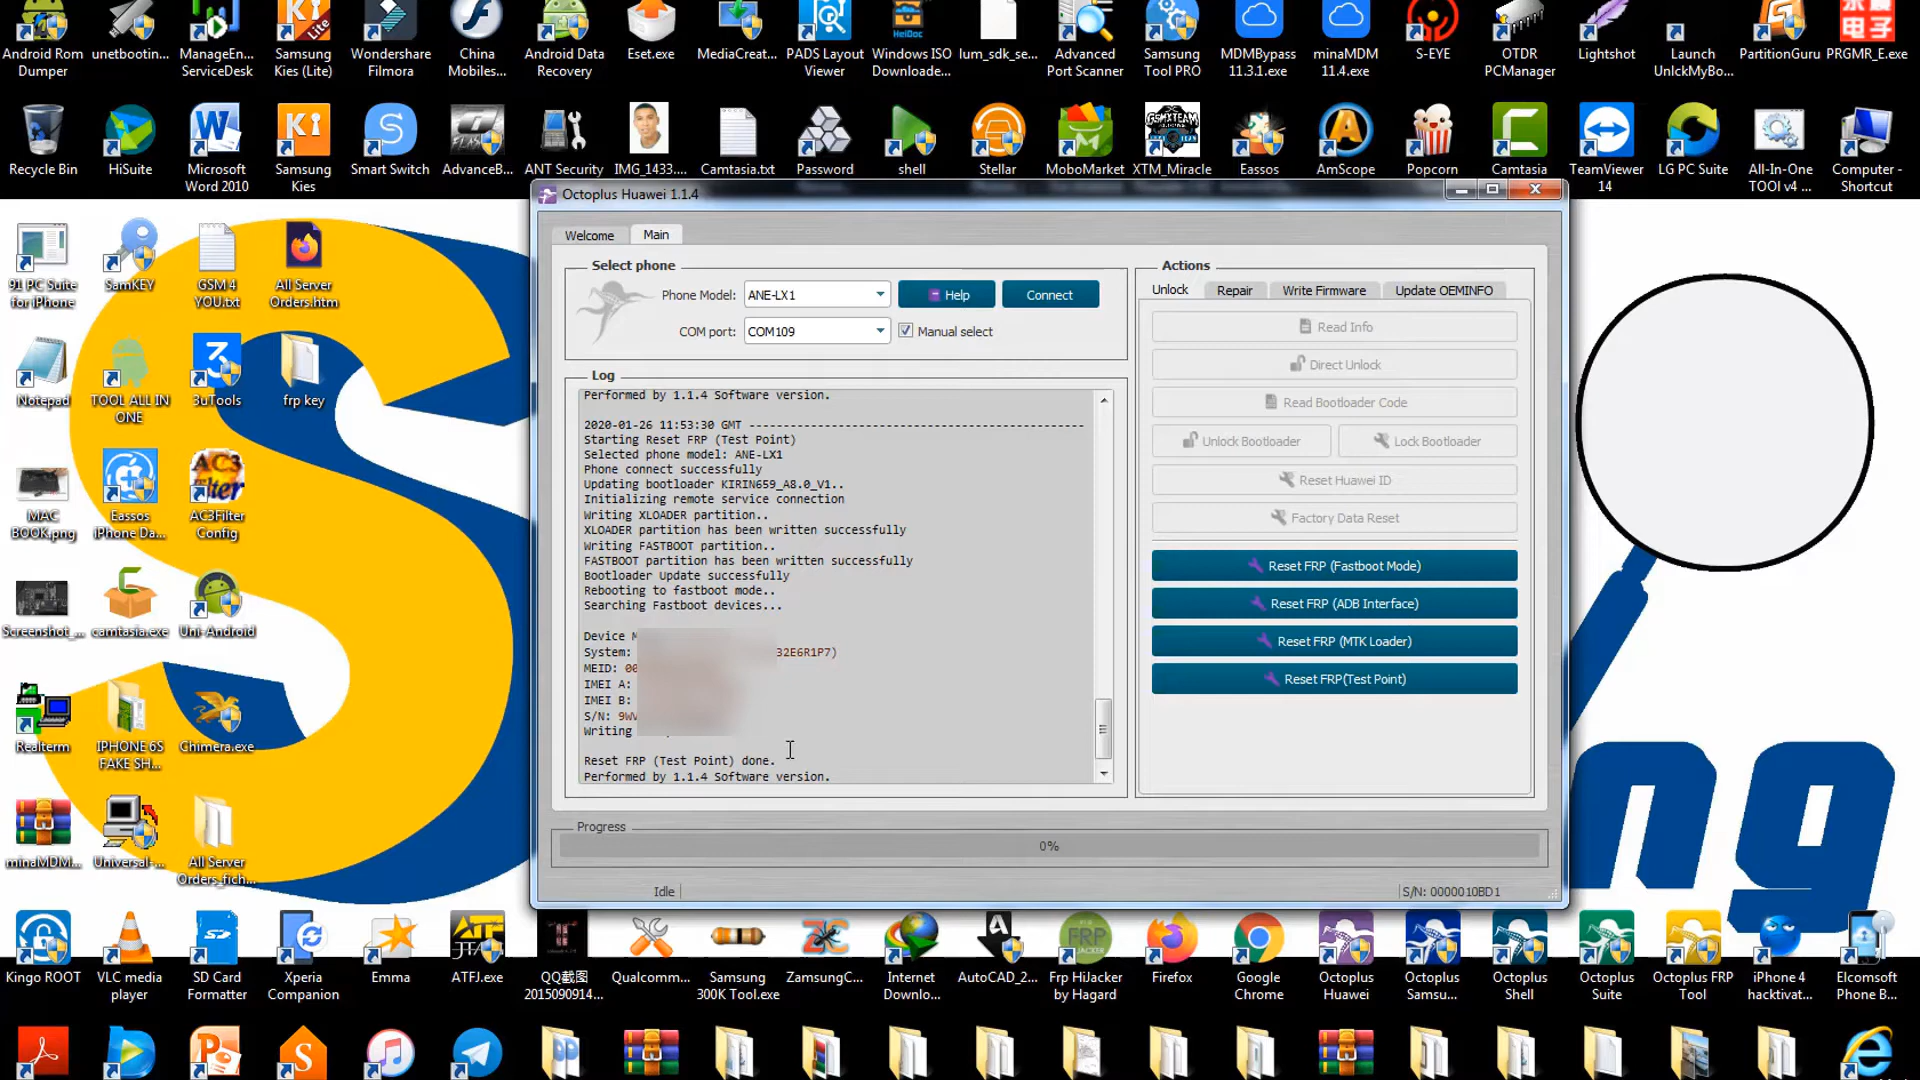 Android Rom
Dumper
unetbootin...
ManageEn...
ServiceDesk
Samsung
Kies (Lite)
Wondershare
Filmora
China
Mobiles...
Android Data
Recovery
Eset.exe
MediaCreat...
PADS Layout
Viewer
Windows ISO
Downloade...
lum_sdk_se...
Advanced
Port Scanner
Samsung
Tool PRO
MDMBypass
11.3.1.exe
minaMDM
11.4.exe
S-EYE
OTDR
PCManager
Lightshot
Launch
UnlckMyBo...
PartitionGuru
PRGMR_E.exe
Recycle Bin
HiSuite
Microsoft
Word 2010
Samsung
Kies
Smart Switch
AdvanceB...
ANT Security
IMG_1433....
Camtasia.txt
Password
shell
Stellar
MoboMarket
XTM_Miracle
Eassos
AmScope
Popcorn
Camtasia
TeamViewer
14
LG PC Suite
All-In-One
TOOl v4 ...
Computer -
Shortcut
91 PC Suite
for iPhone
SamKEY
GSM 4
YOU.txt
All Server
Orders.htm
Notepad
TOOL ALL IN
ONE
3uTools
frp key
MAC
BOOK.png
Eassos
iPhone Da...
AC3Filter
Config
Screenshot_...
camtasia.exe
Uni-Android
Realterm
IPHONE 6S
FAKE SH...
Chimera.exe
minaMDM...
Universal-...
All Server
Orders_fich...
Octoplus Huawei 1.1.4
Welcome
Main
Select phone
Phone Model:
ANE-LX1
Help
Connect
COM port:
COM109
Manual select
Log
Performed by 1.1.4 Software version.
2020-01-26 11:53:30 GMT ------------------------------------------------
Starting Reset FRP (Test Point)
Selected phone model: ANE-LX1
Phone connect successfully
Updating bootloader KIRIN659_A8.0_V1..
Initializing remote service connection
Writing XLOADER partition..
XLOADER partition has been written successfully
Writing FASTBOOT partition..
FASTBOOT partition has been written successfully
Bootloader Update successfully
Rebooting to fastboot mode..
Searching Fastboot devices...
Device M
System: 32E6R1P7)
MEID: 00
IMEI A:
IMEI B:
S/N: 9WV
Writing
Reset FRP (Test Point) done.
Performed by 1.1.4 Software version.
Actions
Unlock
Repair
Write Firmware
Update OEMINFO
Read Info
Direct Unlock
Read Bootloader Code
Unlock Bootloader
Lock Bootloader
Reset Huawei ID
Factory Data Reset
Reset FRP (Fastboot Mode)
Reset FRP (ADB Interface)
Reset FRP (MTK Loader)
Reset FRP(Test Point)
Progress
0%
Idle
S/N: 0000010BD1
Kingo ROOT
VLC media
player
SD Card
Formatter
Xperia
Companion
Emma
ATFJ.exe
QQ截图
2015090914...
Qualcomm...
Samsung
300K Tool.exe
ZamsungC...
Internet
Downlo...
AutoCAD_2...
Frp HiJacker
by Hagard
Firefox
Google
Chrome
Octoplus
Huawei
Octoplus
Samsu...
Octoplus
Shell
Octoplus
Suite
Octoplus FRP
Tool
iPhone 4
hacktivat...
Elcomsoft
Phone B...